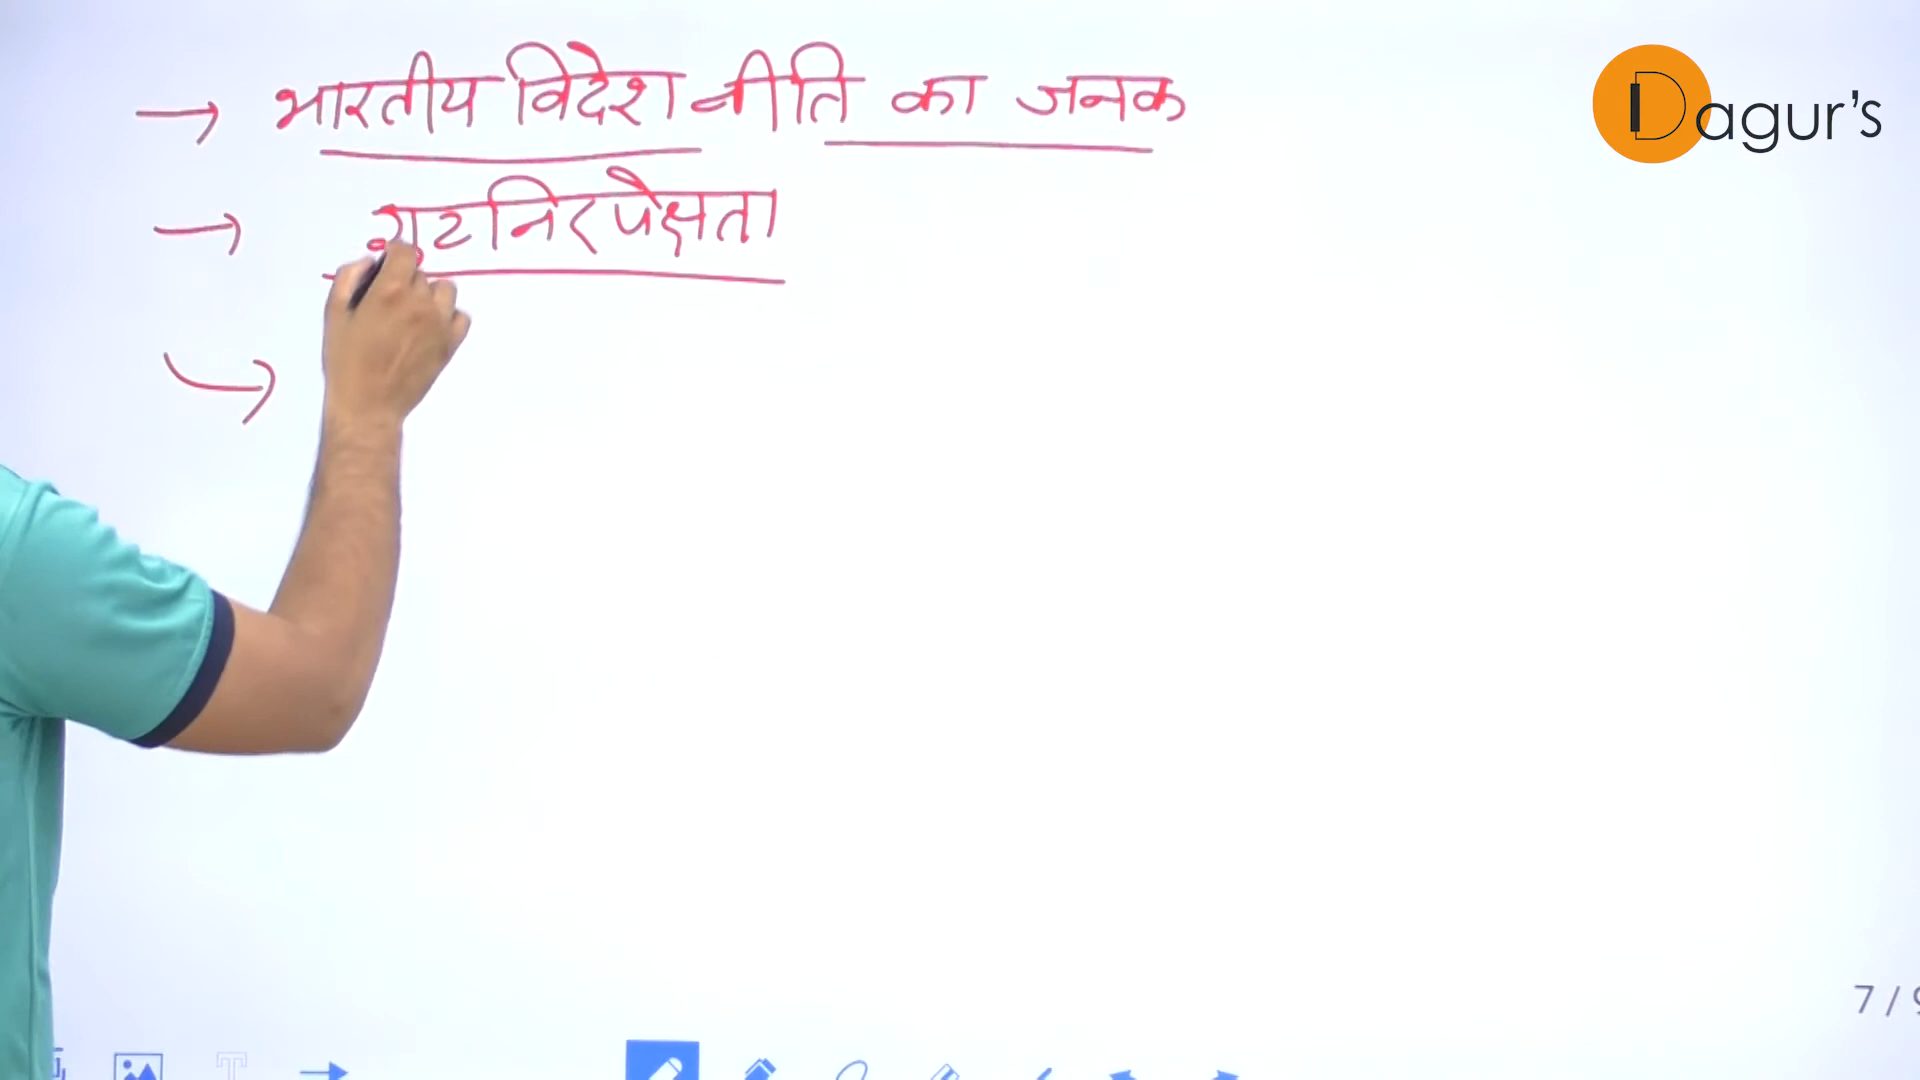 → भारतीय विदेश नीति का जनक
→ गुटनिरपेक्षता
Dagur's
7 / 9